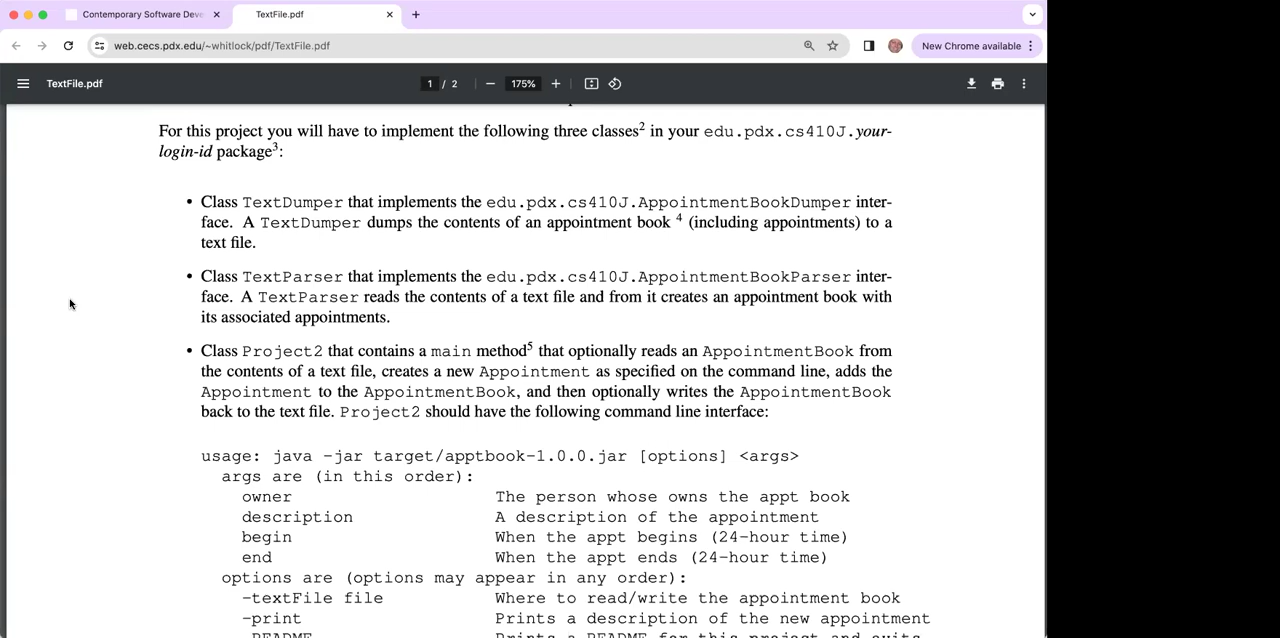 Contemporary Software Deve
TextFile.pdf
web.cecs.pdx.edu/~whitlock/pdf/TextFile.pdf
New Chrome available
TextFile.pdf
1 / 2
175%
For this project you will have to implement the following three classes2 in your edu.pdx.cs410J.your-
login-id package3:
• Class TextDumper that implements the edu.pdx.cs410J.AppointmentBookDumper inter-
face. A TextDumper dumps the contents of an appointment book 4 (including appointments) to a
text file.
• Class TextParser that implements the edu.pdx.cs410J.AppointmentBookParser inter-
face. A TextParser reads the contents of a text file and from it creates an appointment book with
its associated appointments.
• Class Project2 that contains a main method5 that optionally reads an AppointmentBook from
the contents of a text file, creates a new Appointment as specified on the command line, adds the
Appointment to the AppointmentBook, and then optionally writes the AppointmentBook
back to the text file. Project2 should have the following command line interface:
usage: java -jar target/apptbook-1.0.0.jar [options] <args>
args are (in this order):
owner The person whose owns the appt book
description A description of the appointment
begin When the appt begins (24-hour time)
end When the appt ends (24-hour time)
options are (options may appear in any order):
-textFile file Where to read/write the appointment book
-print Prints a description of the new appointment
-README Prints a README for this project and exits